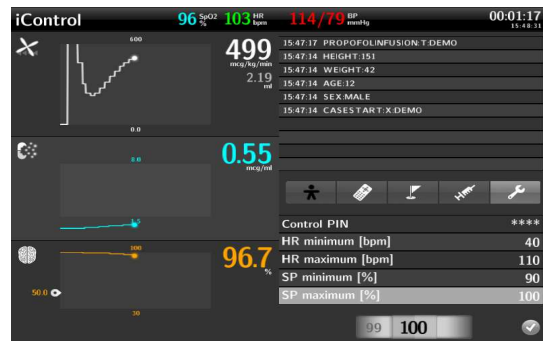 iControl 96 SpO2 % 103 HR bpm 114/79 BP mmHg 00:01:17
15:48:31
600
499
mcg/kg/min
2.19
ml
0.0
8.0
0.55
mcg/ml
1.5
100
96.7
%
50.0
30
15:47:17 PROPOFOLINFUSION:T:DEMO
15:47:14 HEIGHT:151
15:47:14 WEIGHT:42
15:47:14 AGE:12
15:47:14 SEX:MALE
15:47:14 CASESTART:X:DEMO
Control PIN ****
HR minimum [bpm] 40
HR maximum [bpm] 110
SP minimum [%] 90
SP maximum [%] 100
99 100